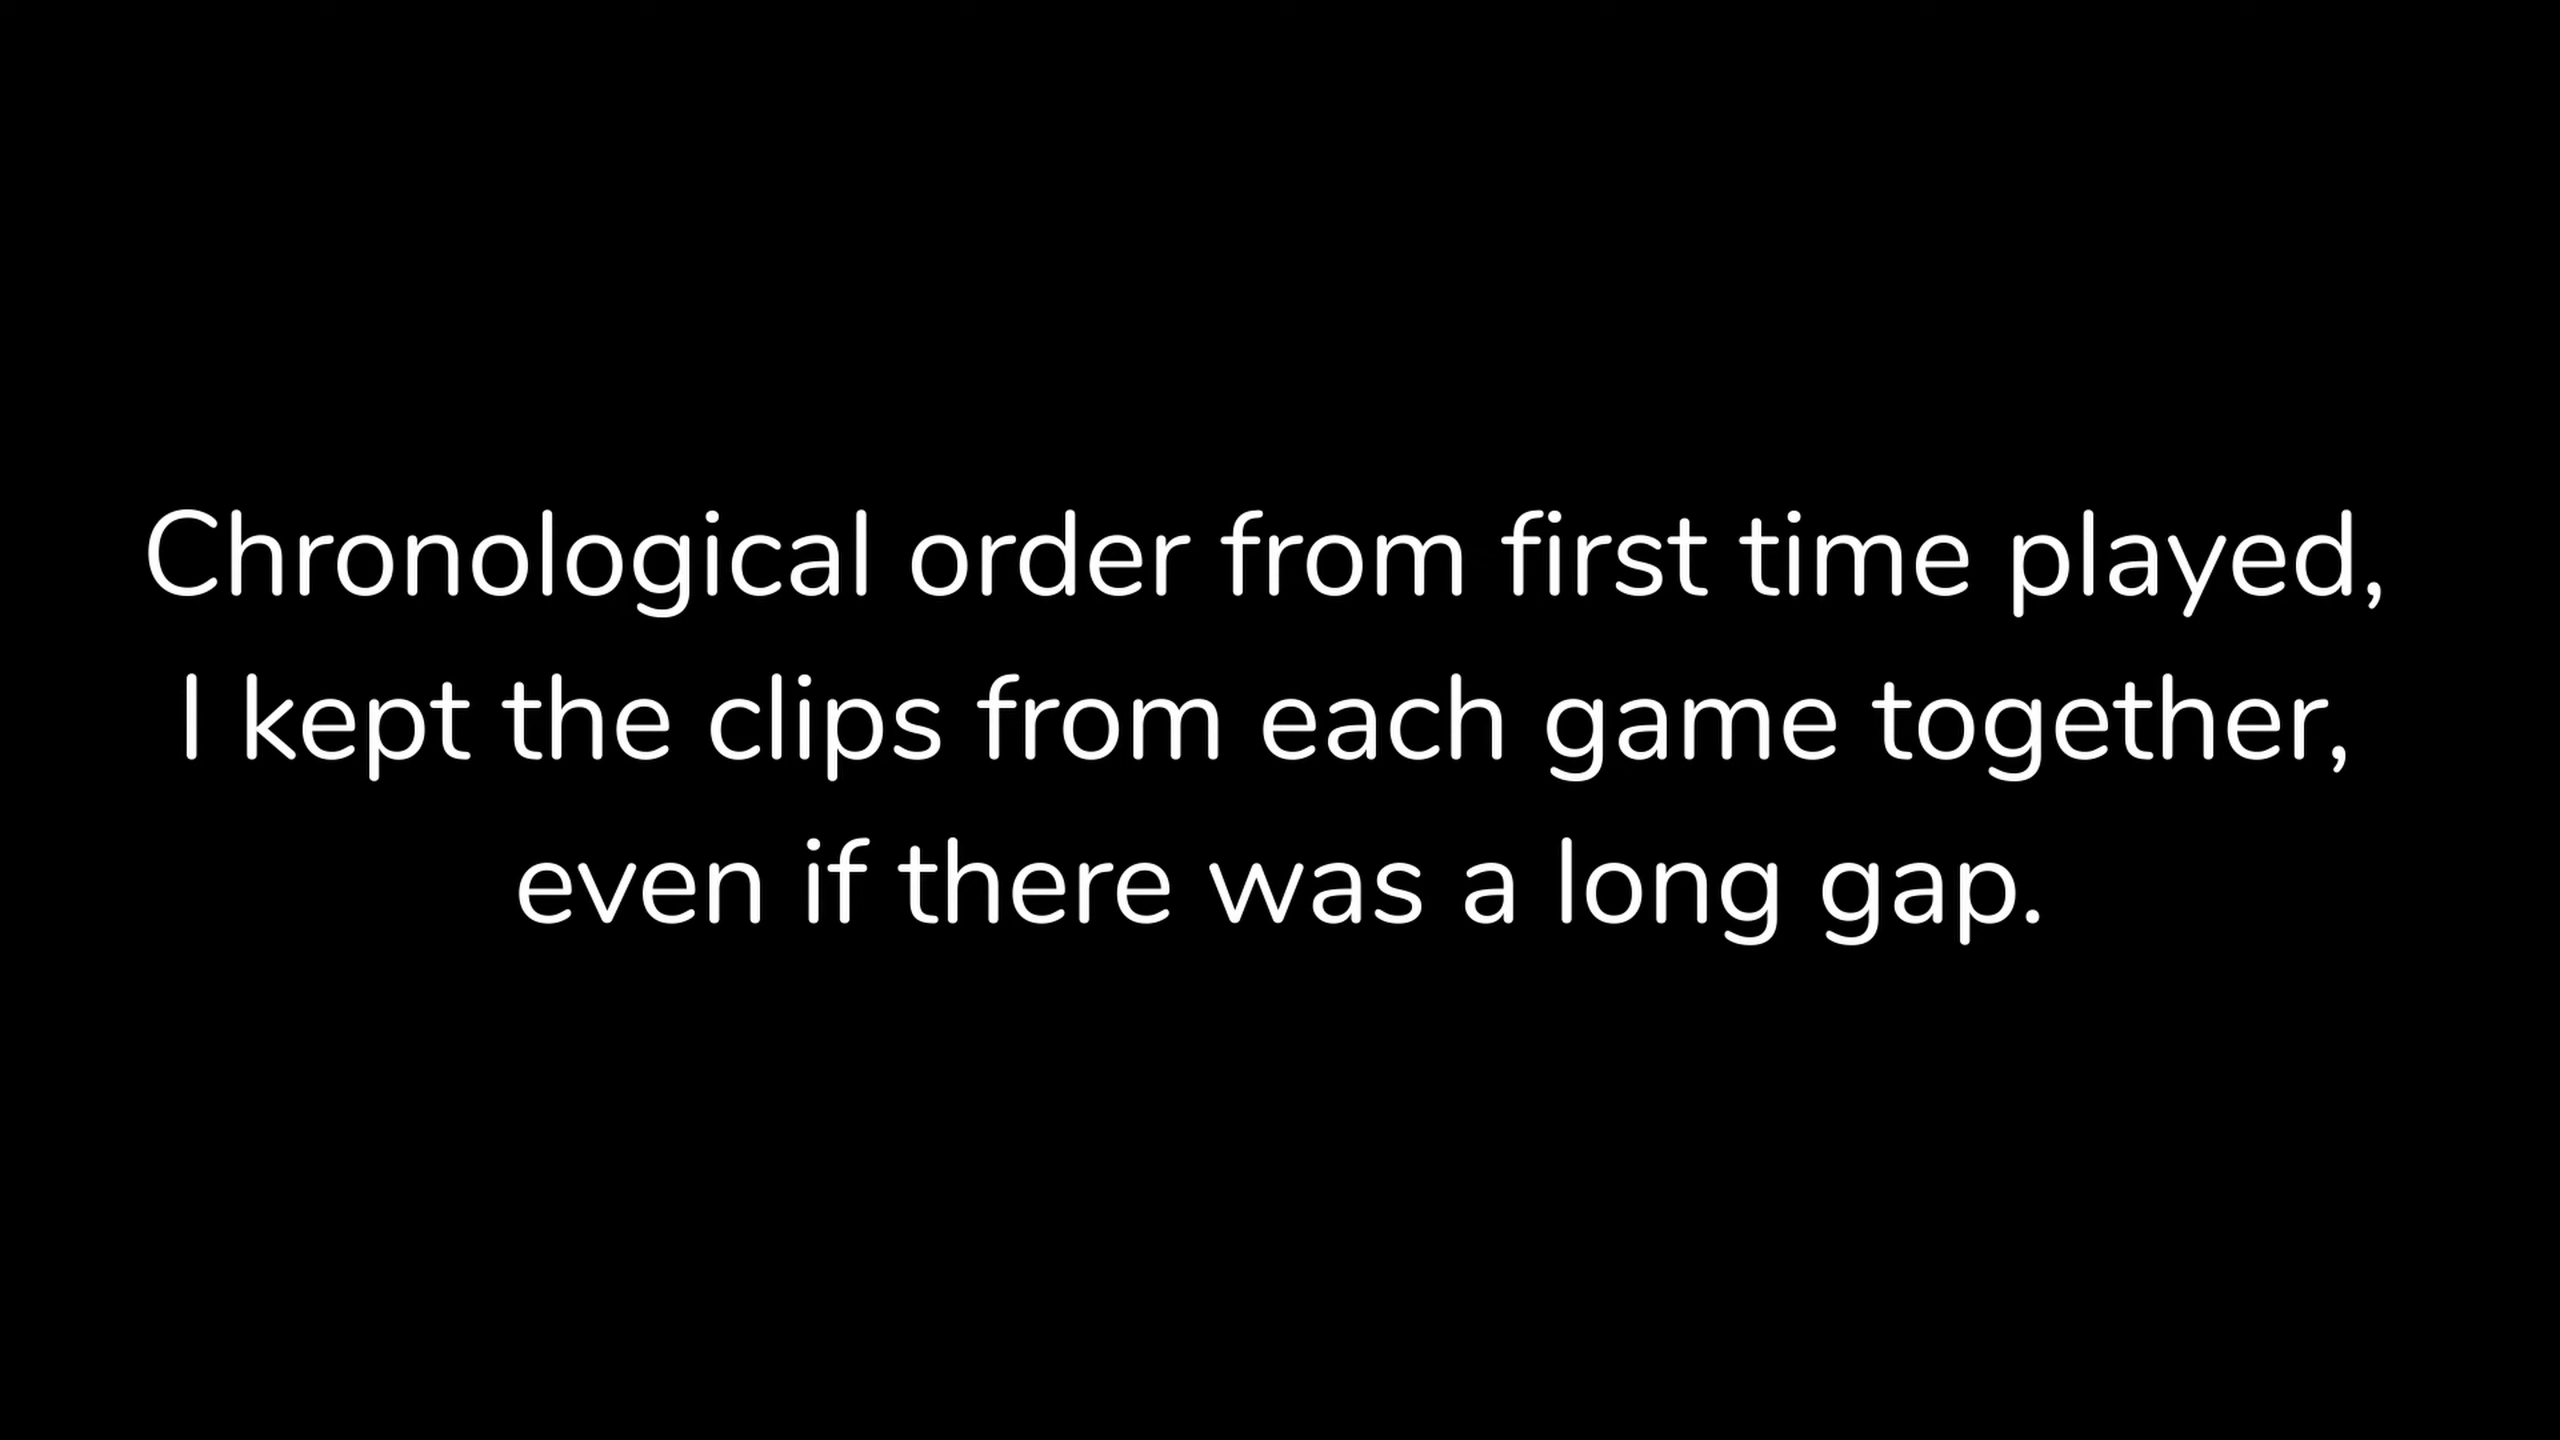 Chronological order from first time played,
I kept the clips from each game together,
even if there was a long gap.